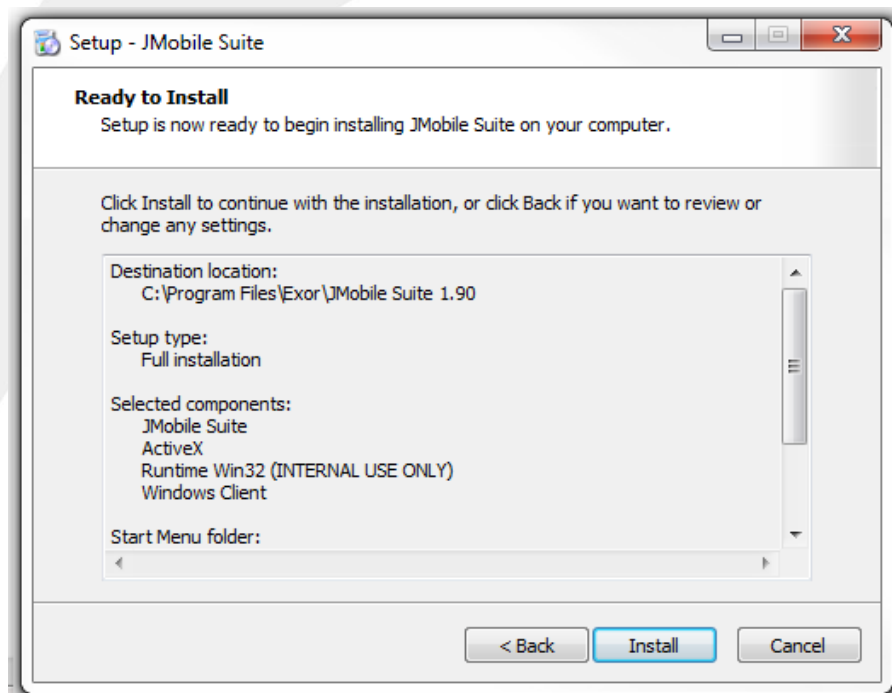 Setup - JMobile Suite
Ready to Install
Setup is now ready to begin installing JMobile Suite on your computer.
Click Install to continue with the installation, or click Back if you want to review or
change any settings.
Destination location:
C:\Program Files\Exor\JMobile Suite 1.90
Setup type:
Full installation
Selected components:
JMobile Suite
ActiveX
Runtime Win32 (INTERNAL USE ONLY)
Windows Client
Start Menu folder:
< Back
Install
Cancel